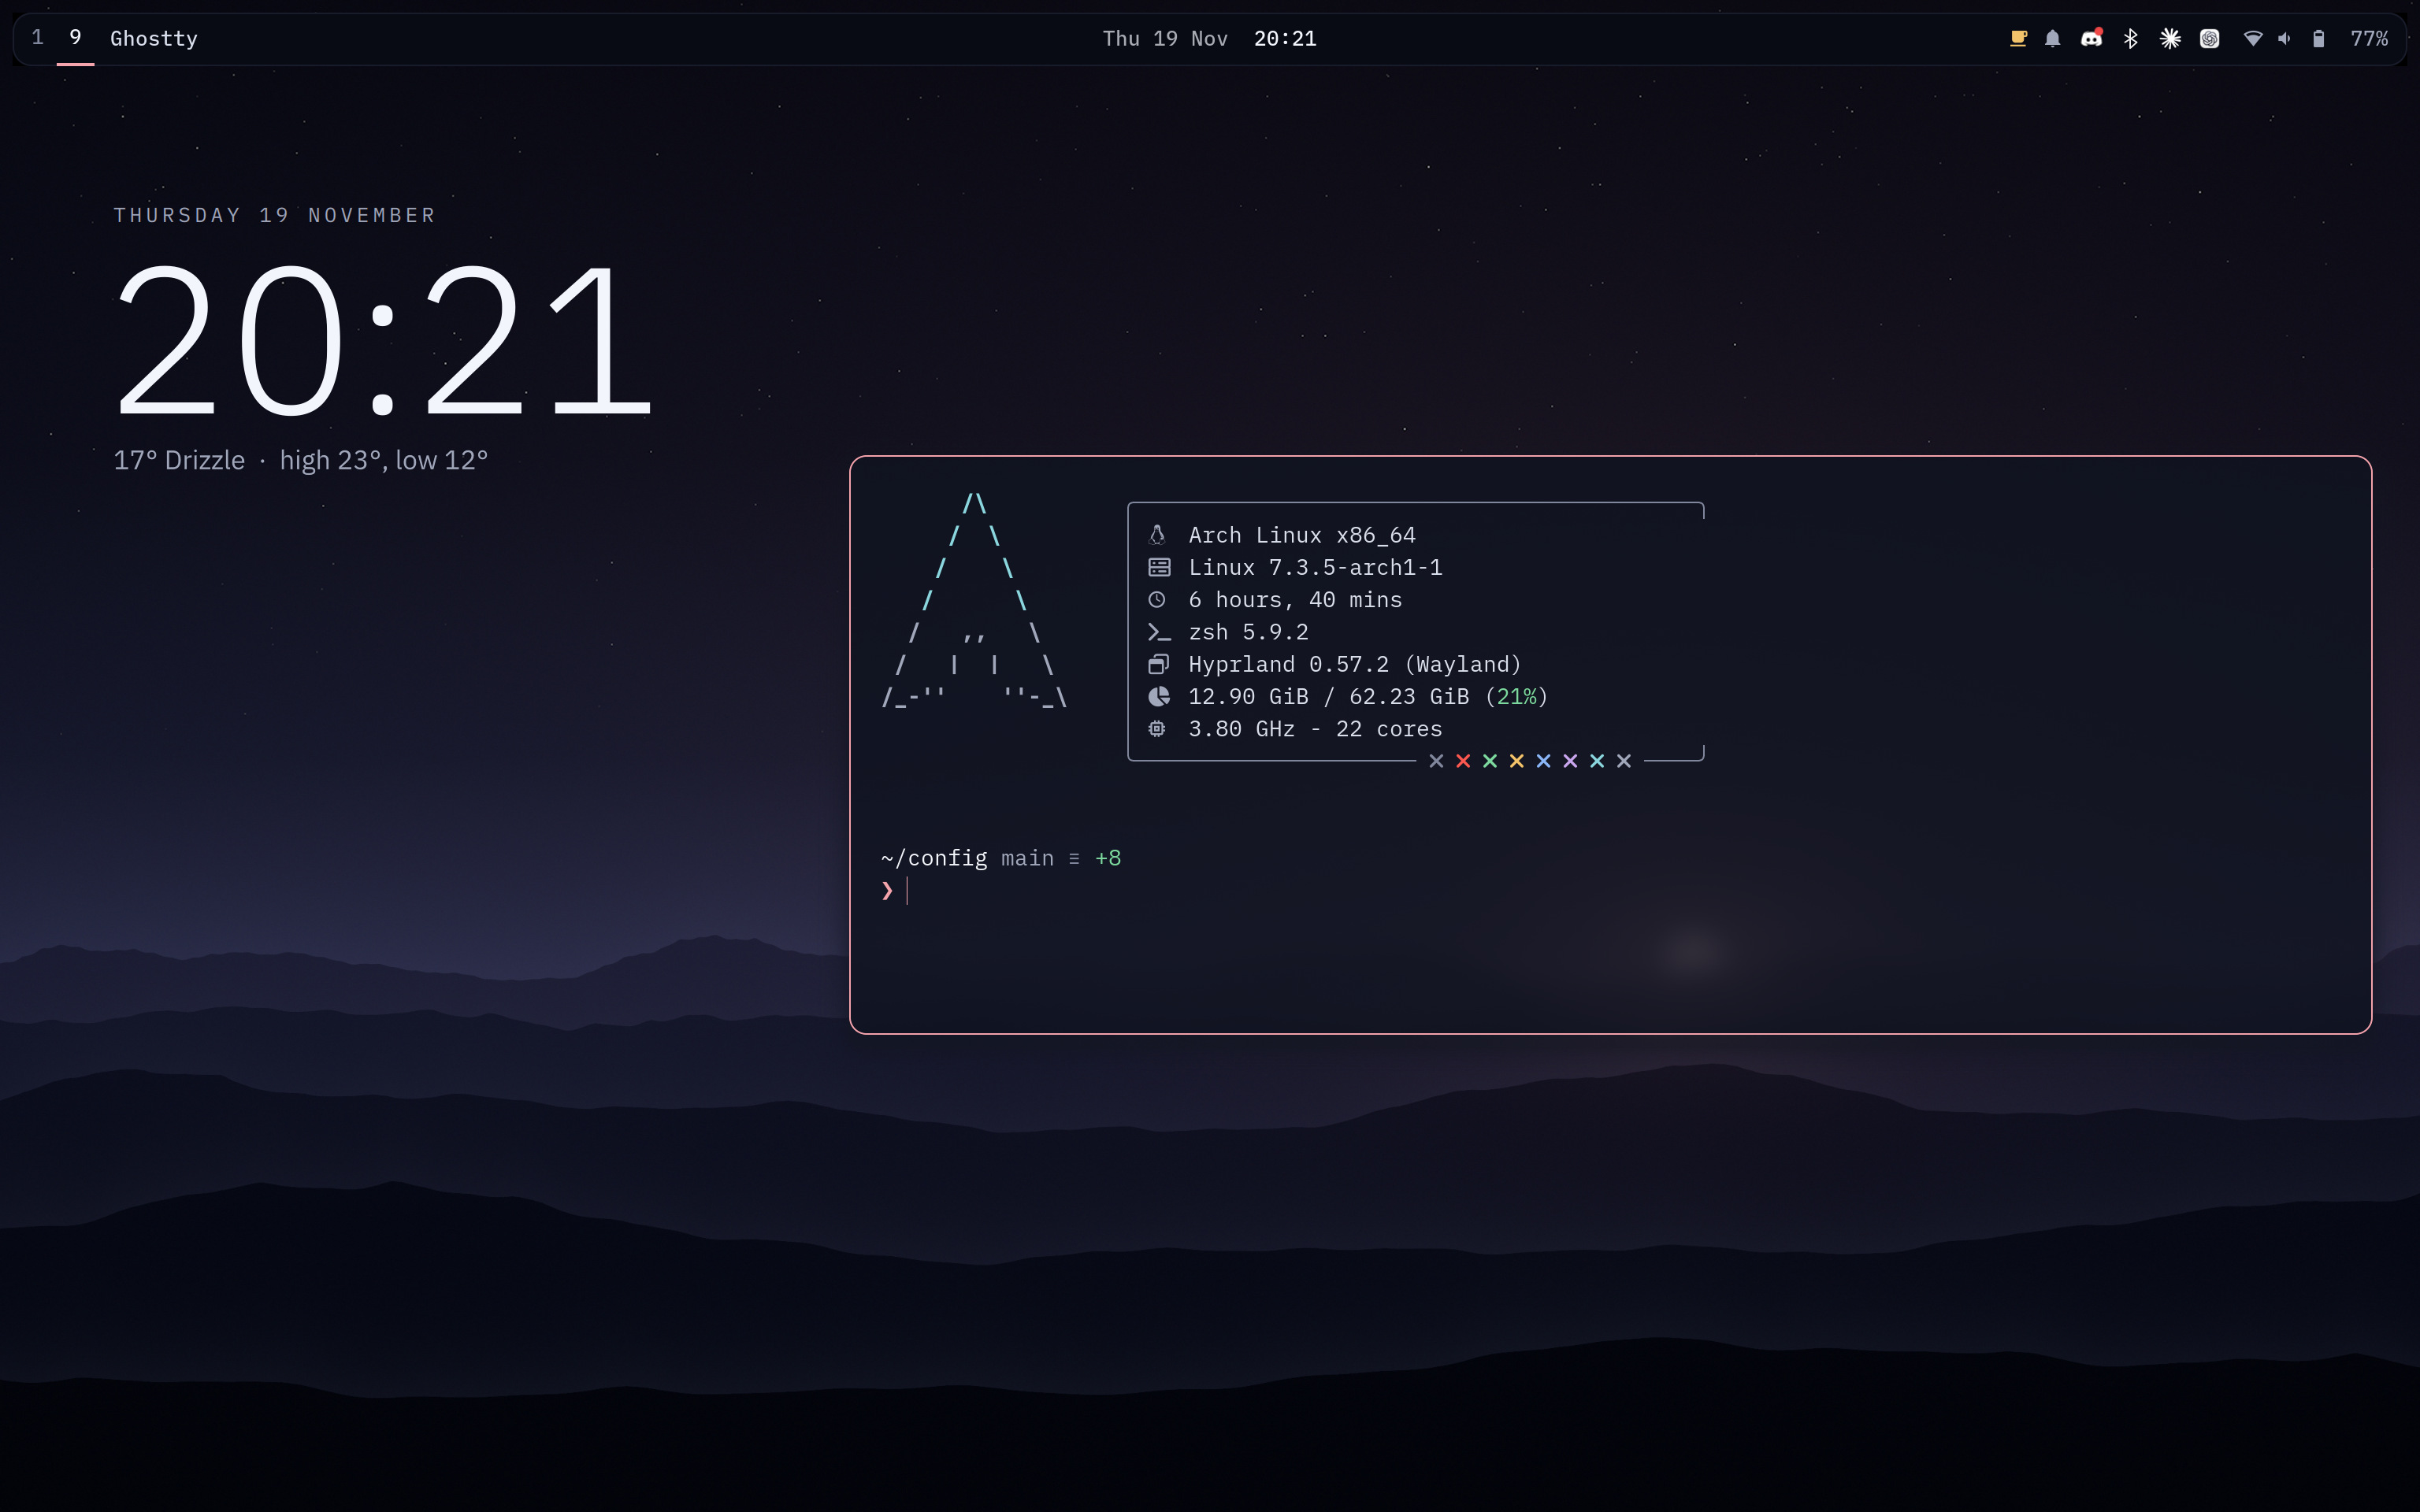 1 9 Ghostty Thu 19 Nov 20:21 77%
THURSDAY 19 NOVEMBER
20:21
17° Drizzle · high 23°, low 12°
Arch Linux x86_64
Linux 7.3.5-arch1-1
6 hours, 40 mins
zsh 5.9.2
Hyprland 0.57.2 (Wayland)
12.90 GiB / 62.23 GiB (21%)
3.80 GHz - 22 cores
~/config main ≡ +8
❯